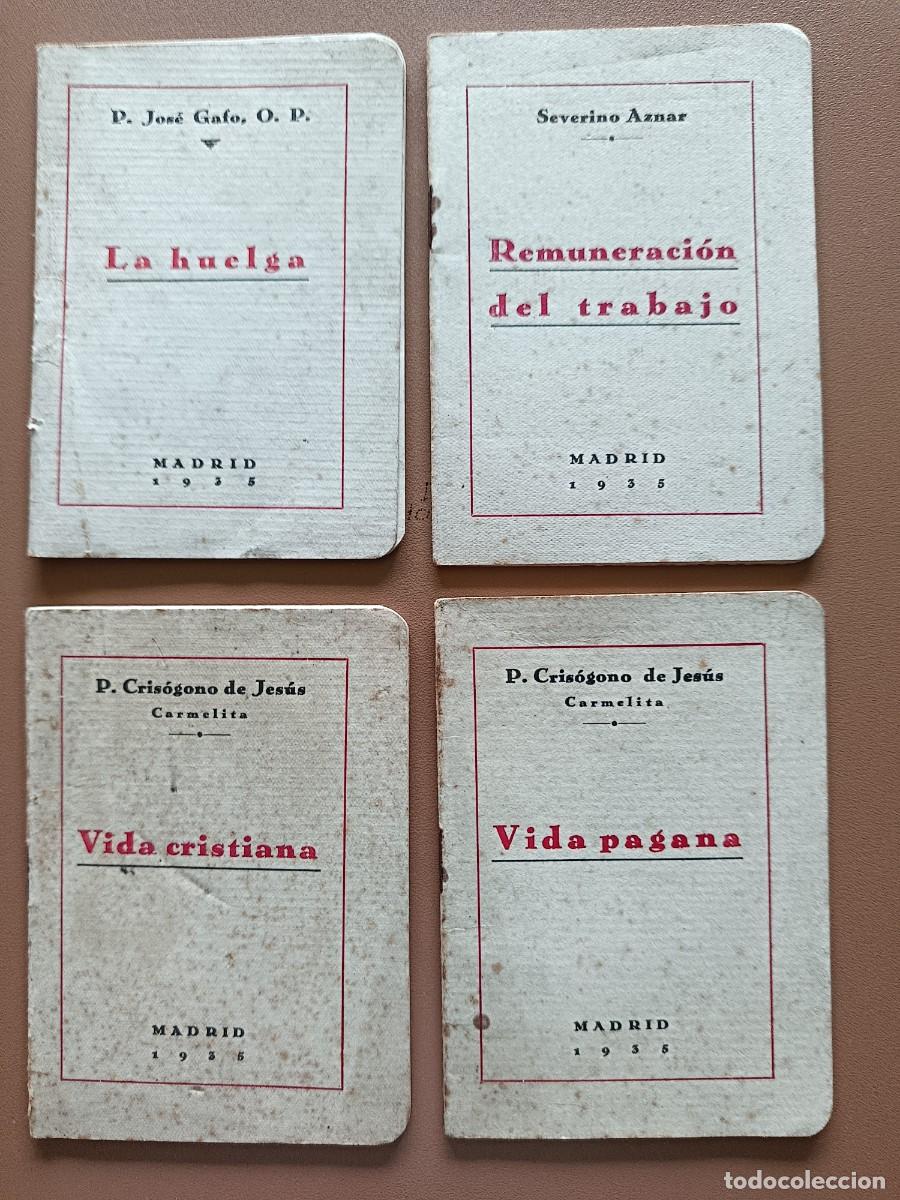 P. José Gafo, O. P.
La huelga
MADRID
1935
Severino Aznar
Remuneración
del trabajo
MADRID
1935
P. Crisógono de Jesús
Carmelita
Vida cristiana
MADRID
1935
P. Crisógono de Jesús
Carmelita
Vida pagana
MADRID
1935
todocoleccion